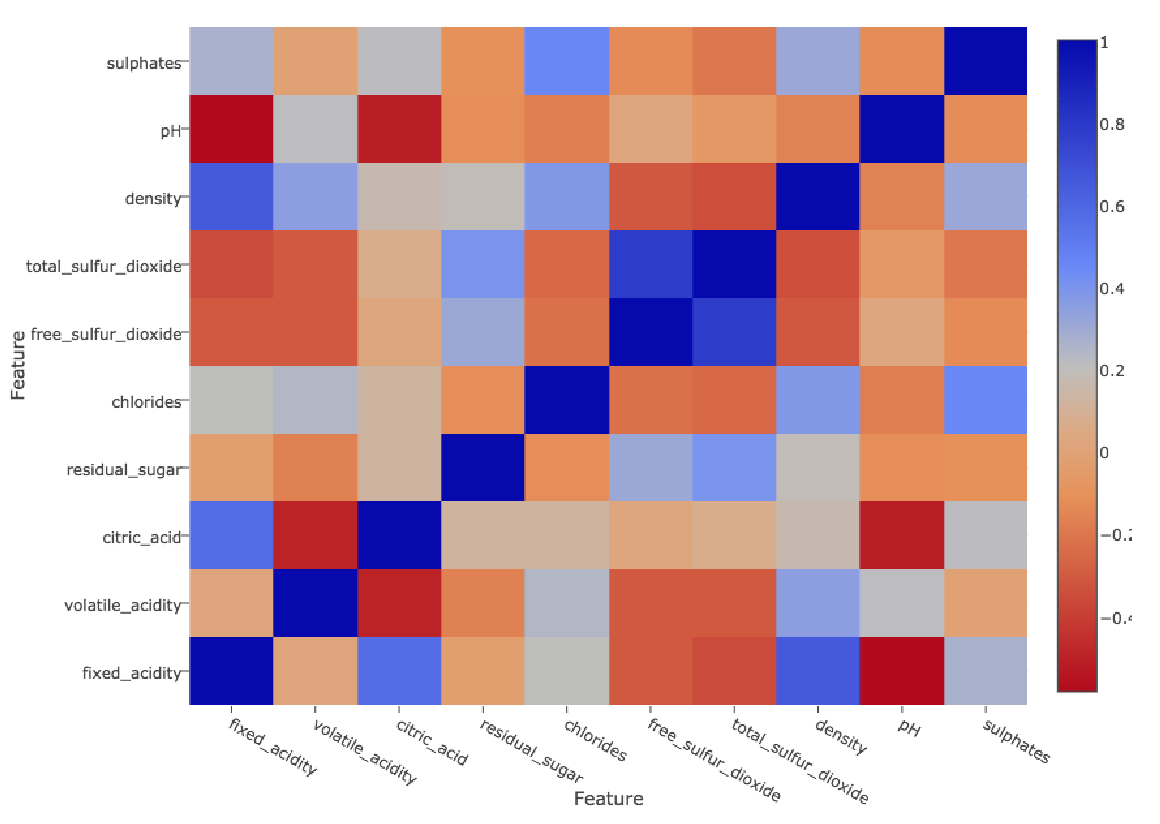 sulphates
pH
density
total_sulfur_dioxide
free_sulfur_dioxide
chlorides
residual_sugar
citric_acid
volatile_acidity
fixed_acidity
Feature
fixed_acidity
volatile_acidity
citric_acid
residual_sugar
chlorides
free_sulfur_dioxide
total_sulfur_dioxide
density
pH
sulphates
Feature
1
0.8
0.6
0.4
0.2
0